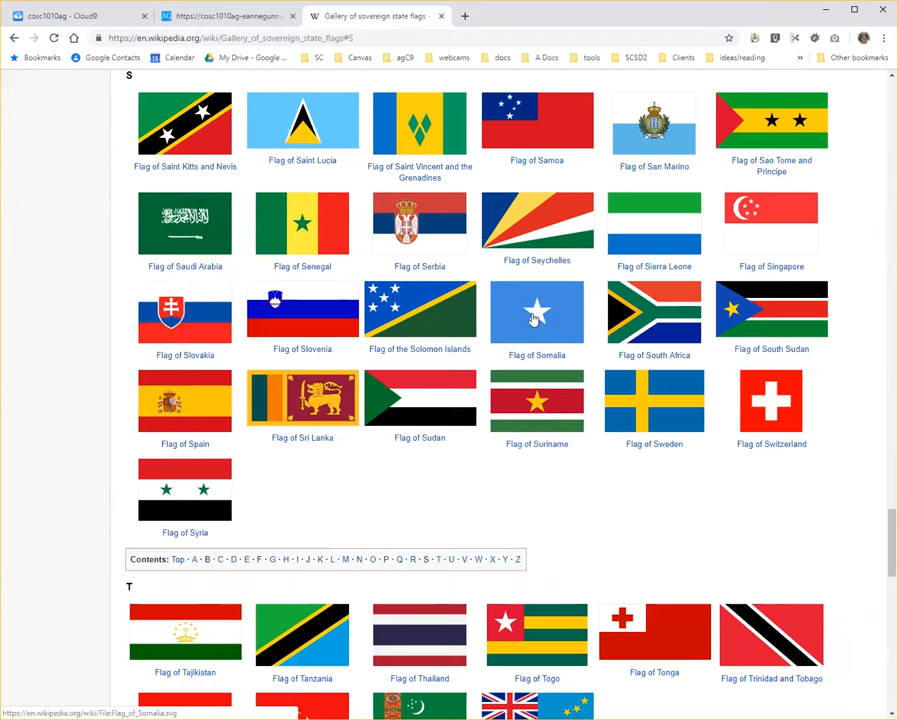 cosc1010ag - Cloud9
https://cosc1010ag-eannegunn.
Gallery of sovereign state flags -
https://en.wikipedia.org/wiki/Gallery_of_sovereign_state_flags#S
Bookmarks Google Contacts Calendar My Drive - Google ... SC Canvas agC9 webcams docs A Docs tools SCSD2 Clients ideas/reading » Other bookmarks
S
Flag of Saint Kitts and Nevis
Flag of Saint Lucia
Flag of Saint Vincent and the
Grenadines
Flag of Samoa
Flag of San Marino
Flag of Sao Tome and
Principe
Flag of Saudi Arabia
Flag of Senegal
Flag of Serbia
Flag of Seychelles
Flag of Sierra Leone
Flag of Singapore
Flag of Slovakia
Flag of Slovenia
Flag of the Solomon Islands
Flag of Somalia
Flag of South Africa
Flag of South Sudan
Flag of Spain
Flag of Sri Lanka
Flag of Sudan
Flag of Suriname
Flag of Sweden
Flag of Switzerland
Flag of Syria
Contents: Top · A · B · C · D · E · F · G · H · I · J · K · L · M · N · O · P · Q · R · S · T · U · V · W · X · Y · Z
T
Flag of Tajikistan
Flag of Tanzania
Flag of Thailand
Flag of Togo
Flag of Tonga
Flag of Trinidad and Tobago
https://en.wikipedia.org/wiki/File:Flag_of_Somalia.svg